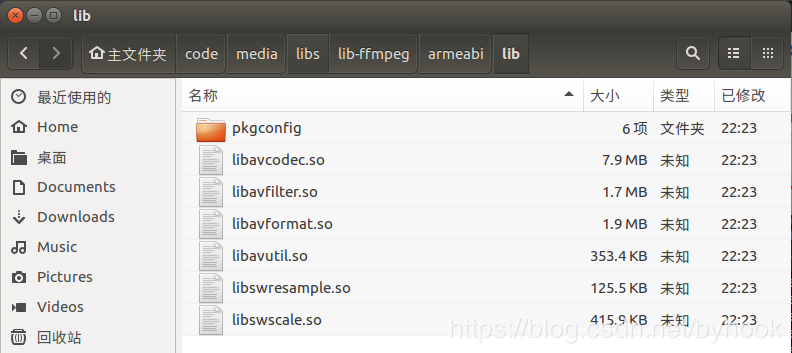 lib
主文件夹 code media libs lib-ffmpeg armeabi lib
名称 大小 类型 已修改
最近使用的
Home
桌面
Documents
Downloads
Music
Pictures
Videos
回收站
pkgconfig 6 项 文件夹 22:23
libavcodec.so 7.9 MB 未知 22:23
libavfilter.so 1.7 MB 未知 22:23
libavformat.so 1.9 MB 未知 22:23
libavutil.so 353.4 KB 未知 22:23
libswresample.so 125.5 KB 未知 22:23
libswscale.so 415.9 KB 未知 22:23
https://blog.csdn.net/byhook